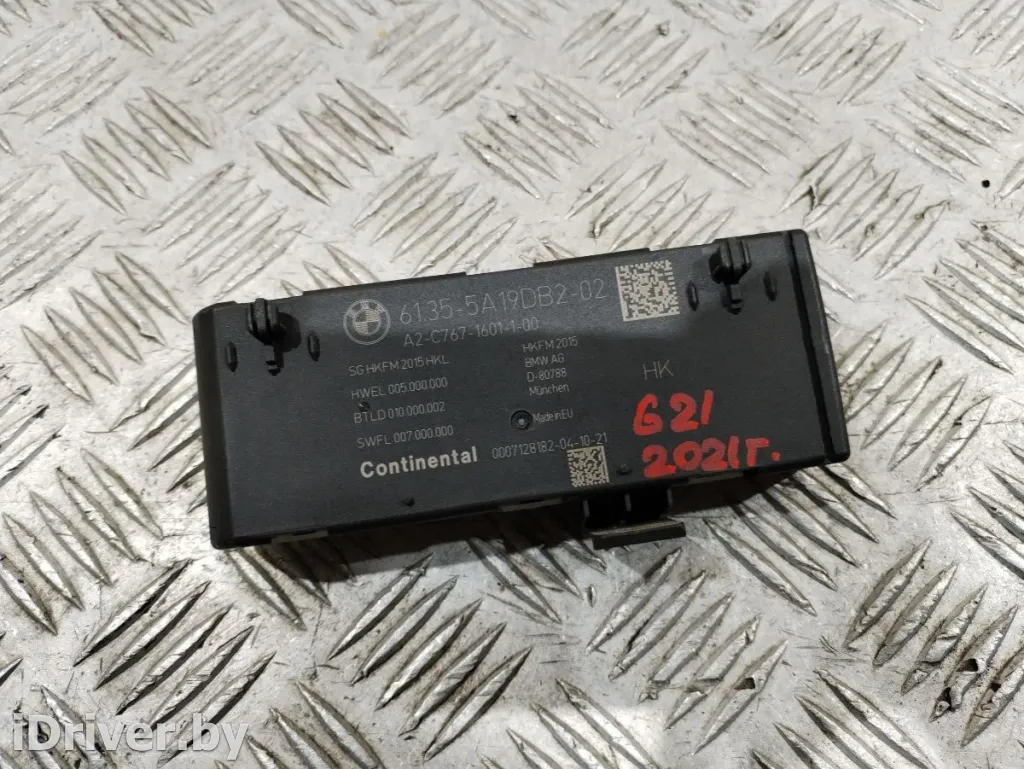 61.35-5A19DB2-02
A2-C767-1601-1-00
SG HKFM 2015 HKL
HWEL 005.000.000
BTLD 010.000.002
SWFL 007.000.000
HKFM 2015
BMW AG
D-80788
München
Made in EU
HK
Continental 0007128182-04-10-21
G21
2021г.
iDriver.by